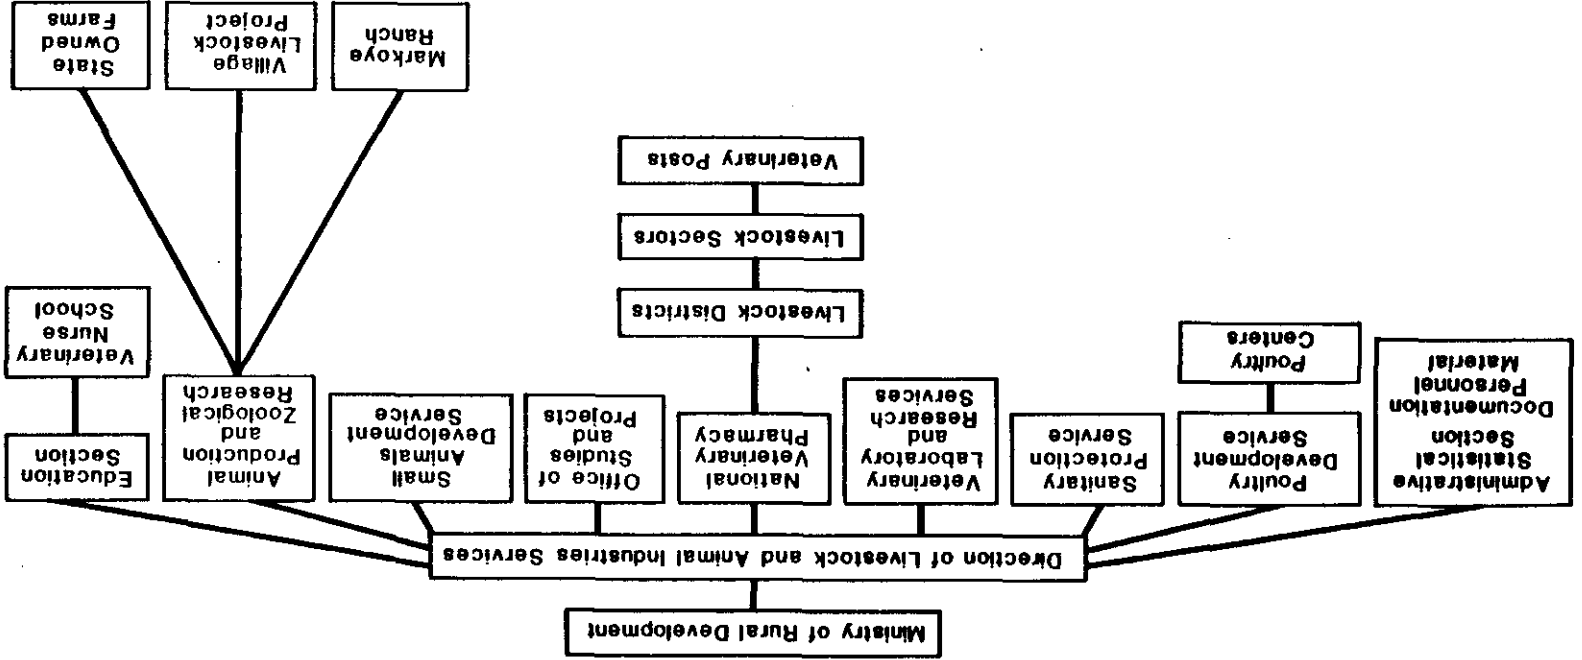 Ministry of Rural Development
Direction of Livestock and Animal Industries Services
Administrative
Statistical
Section
Documentation
Personnel
Material
Poultry
Development
Service
Poultry
Centers
Sanitary
Protection
Service
Veterinary
Laboratory
and
Research
Services
National
Veterinary
Pharmacy
Livestock Districts
Livestock Sectors
Veterinary Posts
Office of
Studies
and
Projects
Small
Animals
Development
Service
Animal
Production
and
Zoological
Research
Markoye
Ranch
Village
Livestock
Project
State
Owned
Farms
Education
Section
Veterinary
Nurse
School